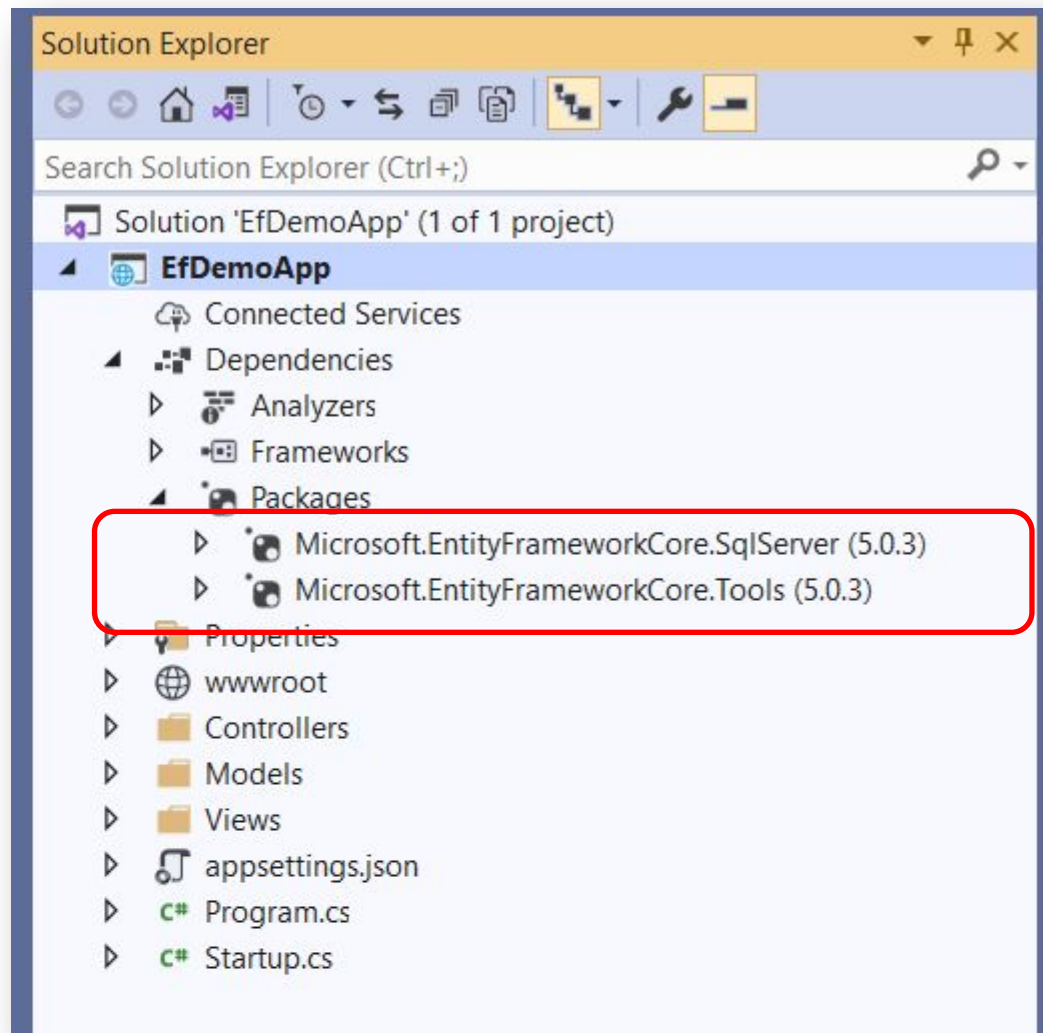 Solution Explorer
Search Solution Explorer (Ctrl+;)
Solution 'EfDemoApp' (1 of 1 project)
EfDemoApp
Connected Services
Dependencies
Analyzers
Frameworks
Packages
Microsoft.EntityFrameworkCore.SqlServer (5.0.3)
Microsoft.EntityFrameworkCore.Tools (5.0.3)
Properties
wwwroot
Controllers
Models
Views
appsettings.json
C# Program.cs
C# Startup.cs